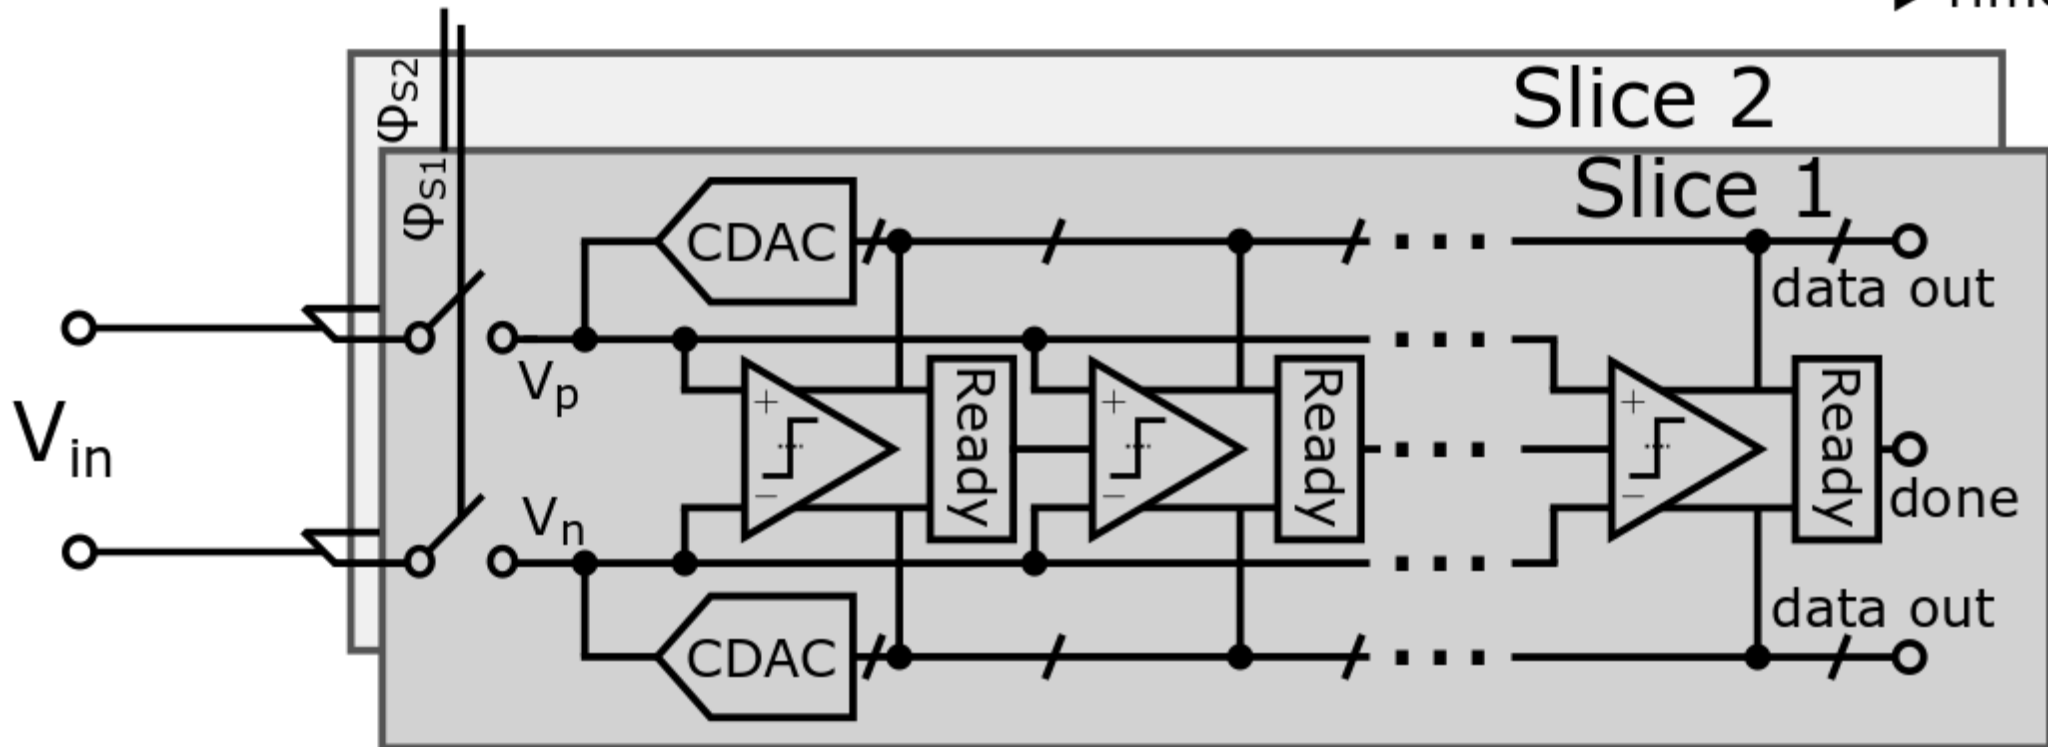 Slice 2
φS2
Slice 1
φS1
CDAC
data out
Vin
Vp
+
−
Ready
+
−
Ready
+
−
Ready
done
Vn
CDAC
data out